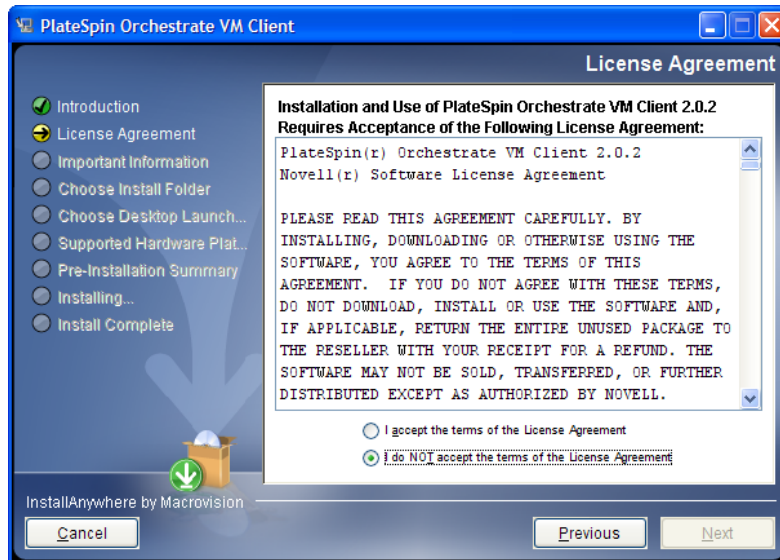 PlateSpin Orchestrate VM Client
License Agreement
Introduction
License Agreement
Important Information
Choose Install Folder
Choose Desktop Launch...
Supported Hardware Plat...
Pre-Installation Summary
Installing...
Install Complete
Installation and Use of PlateSpin Orchestrate VM Client 2.0.2
Requires Acceptance of the Following License Agreement:
PlateSpin(r) Orchestrate VM Client 2.0.2
Novell(r) Software License Agreement
PLEASE READ THIS AGREEMENT CAREFULLY. BY
INSTALLING, DOWNLOADING OR OTHERWISE USING THE
SOFTWARE, YOU AGREE TO THE TERMS OF THIS
AGREEMENT.  IF YOU DO NOT AGREE WITH THESE TERMS,
DO NOT DOWNLOAD, INSTALL OR USE THE SOFTWARE AND,
IF APPLICABLE, RETURN THE ENTIRE UNUSED PACKAGE TO
THE RESELLER WITH YOUR RECEIPT FOR A REFUND. THE
SOFTWARE MAY NOT BE SOLD, TRANSFERRED, OR FURTHER
DISTRIBUTED EXCEPT AS AUTHORIZED BY NOVELL.
I accept the terms of the License Agreement
I do NOT accept the terms of the License Agreement
InstallAnywhere by Macrovision
Cancel
Previous
Next